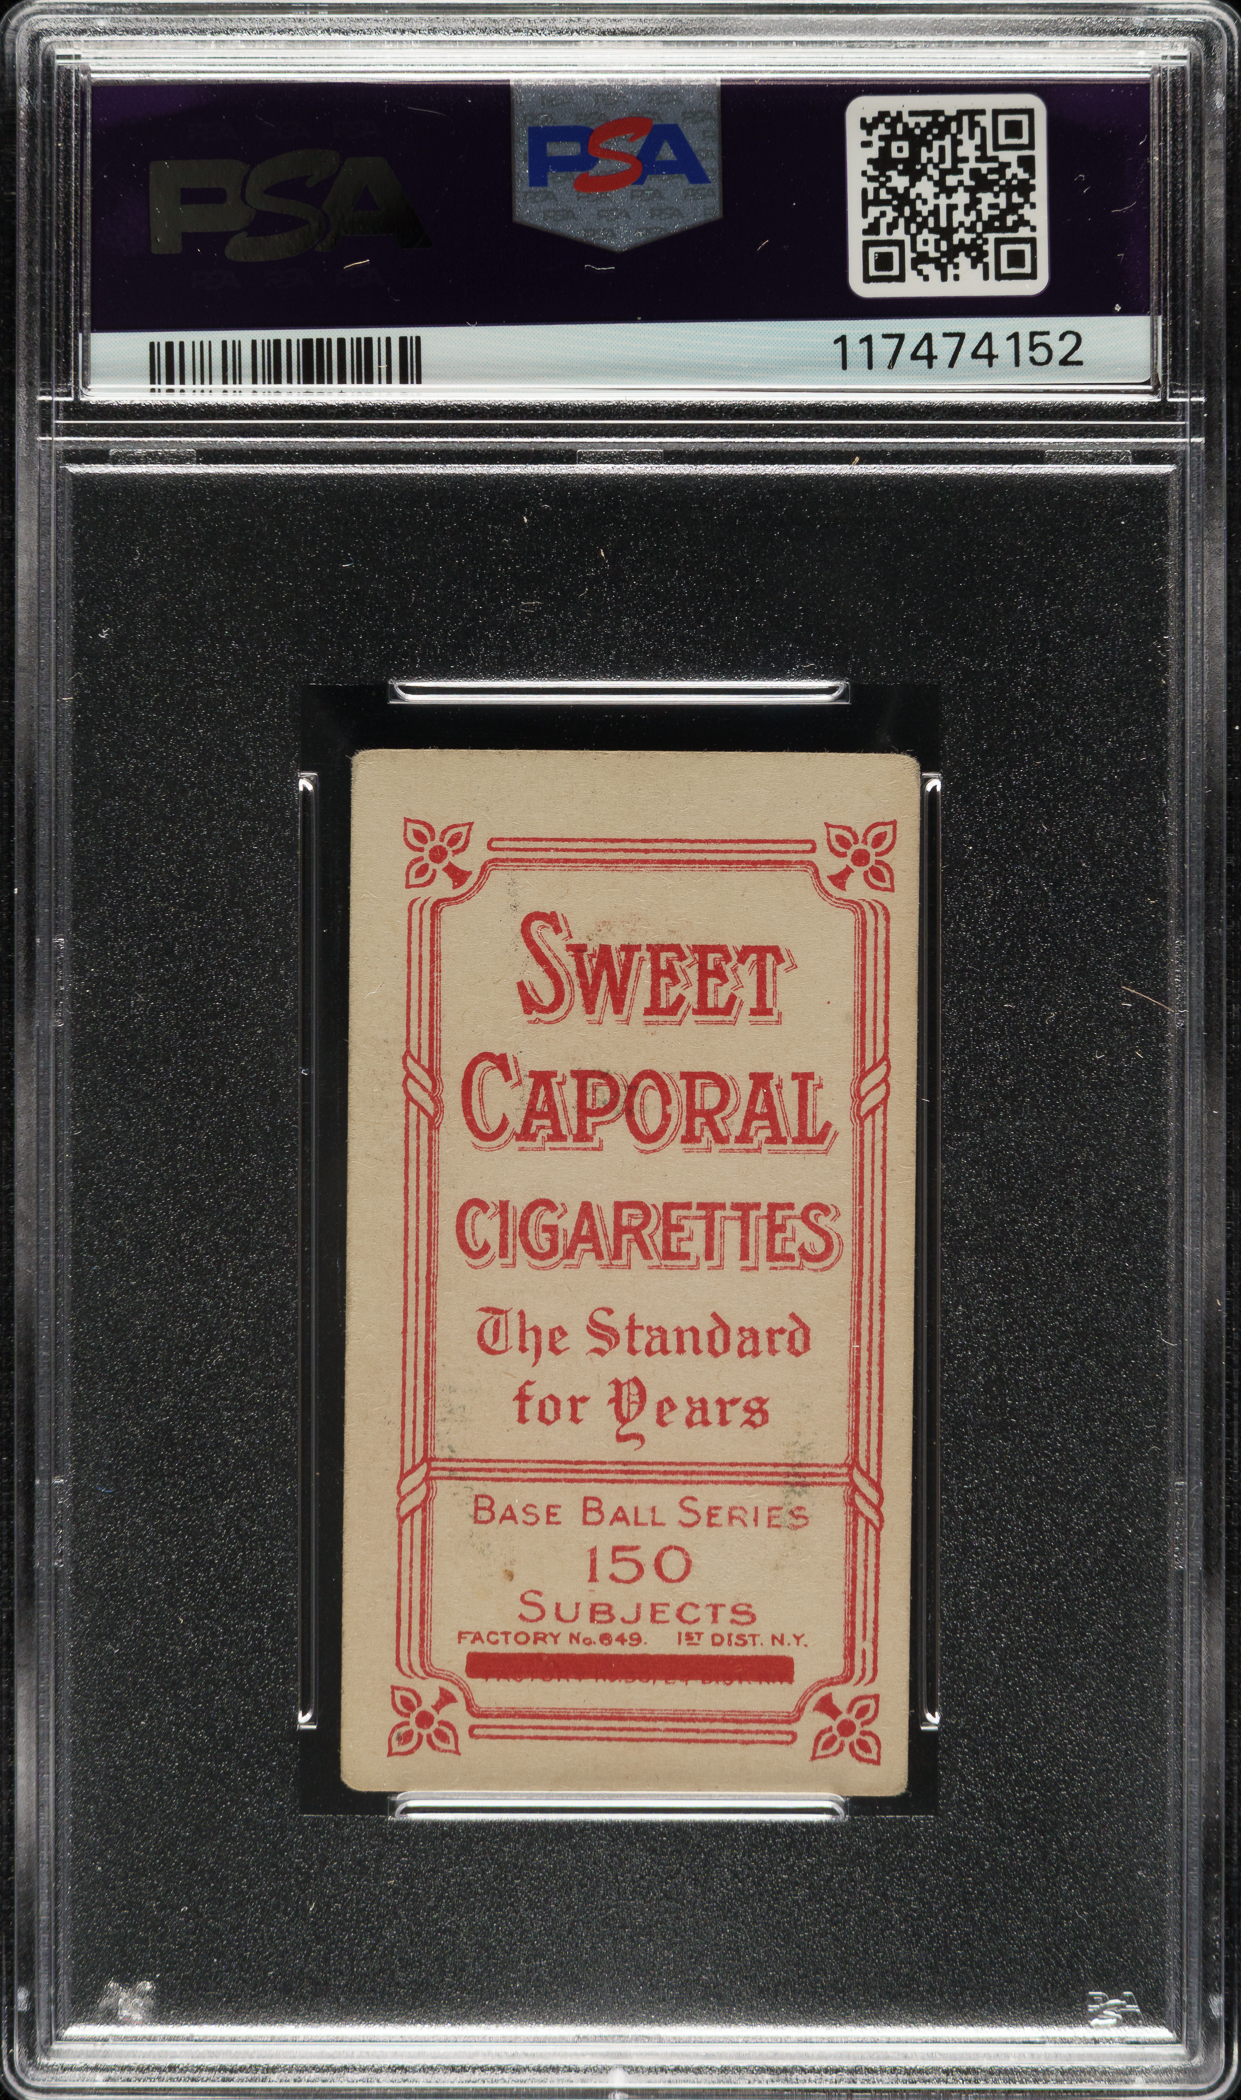 PSA
PSA
117474152
SWEET
CAPORAL
CIGARETTES
The Standard
for Years
BASE BALL SERIES
150
SUBJECTS
FACTORY No. 649. 1ST DIST. N.Y.
PSA